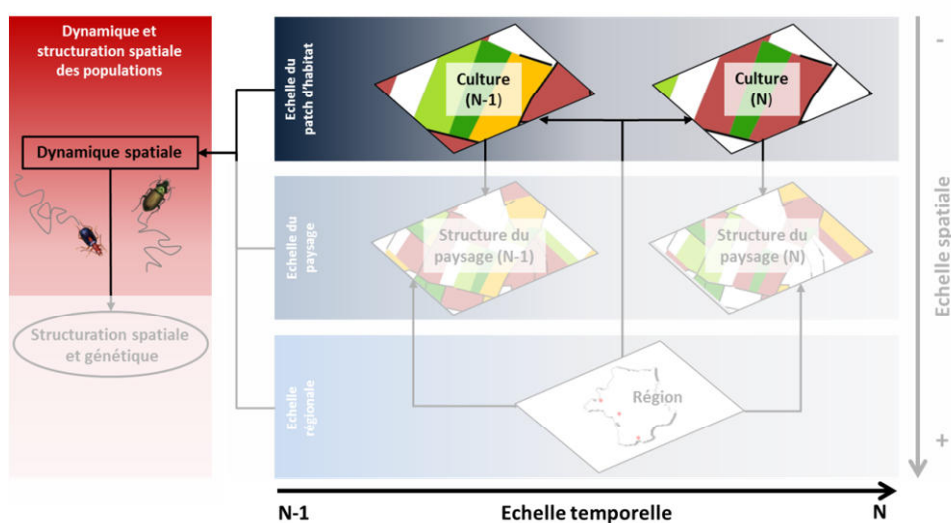 Dynamique et
structuration spatiale
des populations
Dynamique spatiale
Structuration spatiale
et génétique
Echelle du
patch d'habitat
Culture
(N-1)
Culture
(N)
Echelle du
paysage
Structure du
paysage (N-1)
Structure du
paysage (N)
Echelle
régionale
Région
-
Echelle spatiale
+
N-1
Echelle temporelle
N